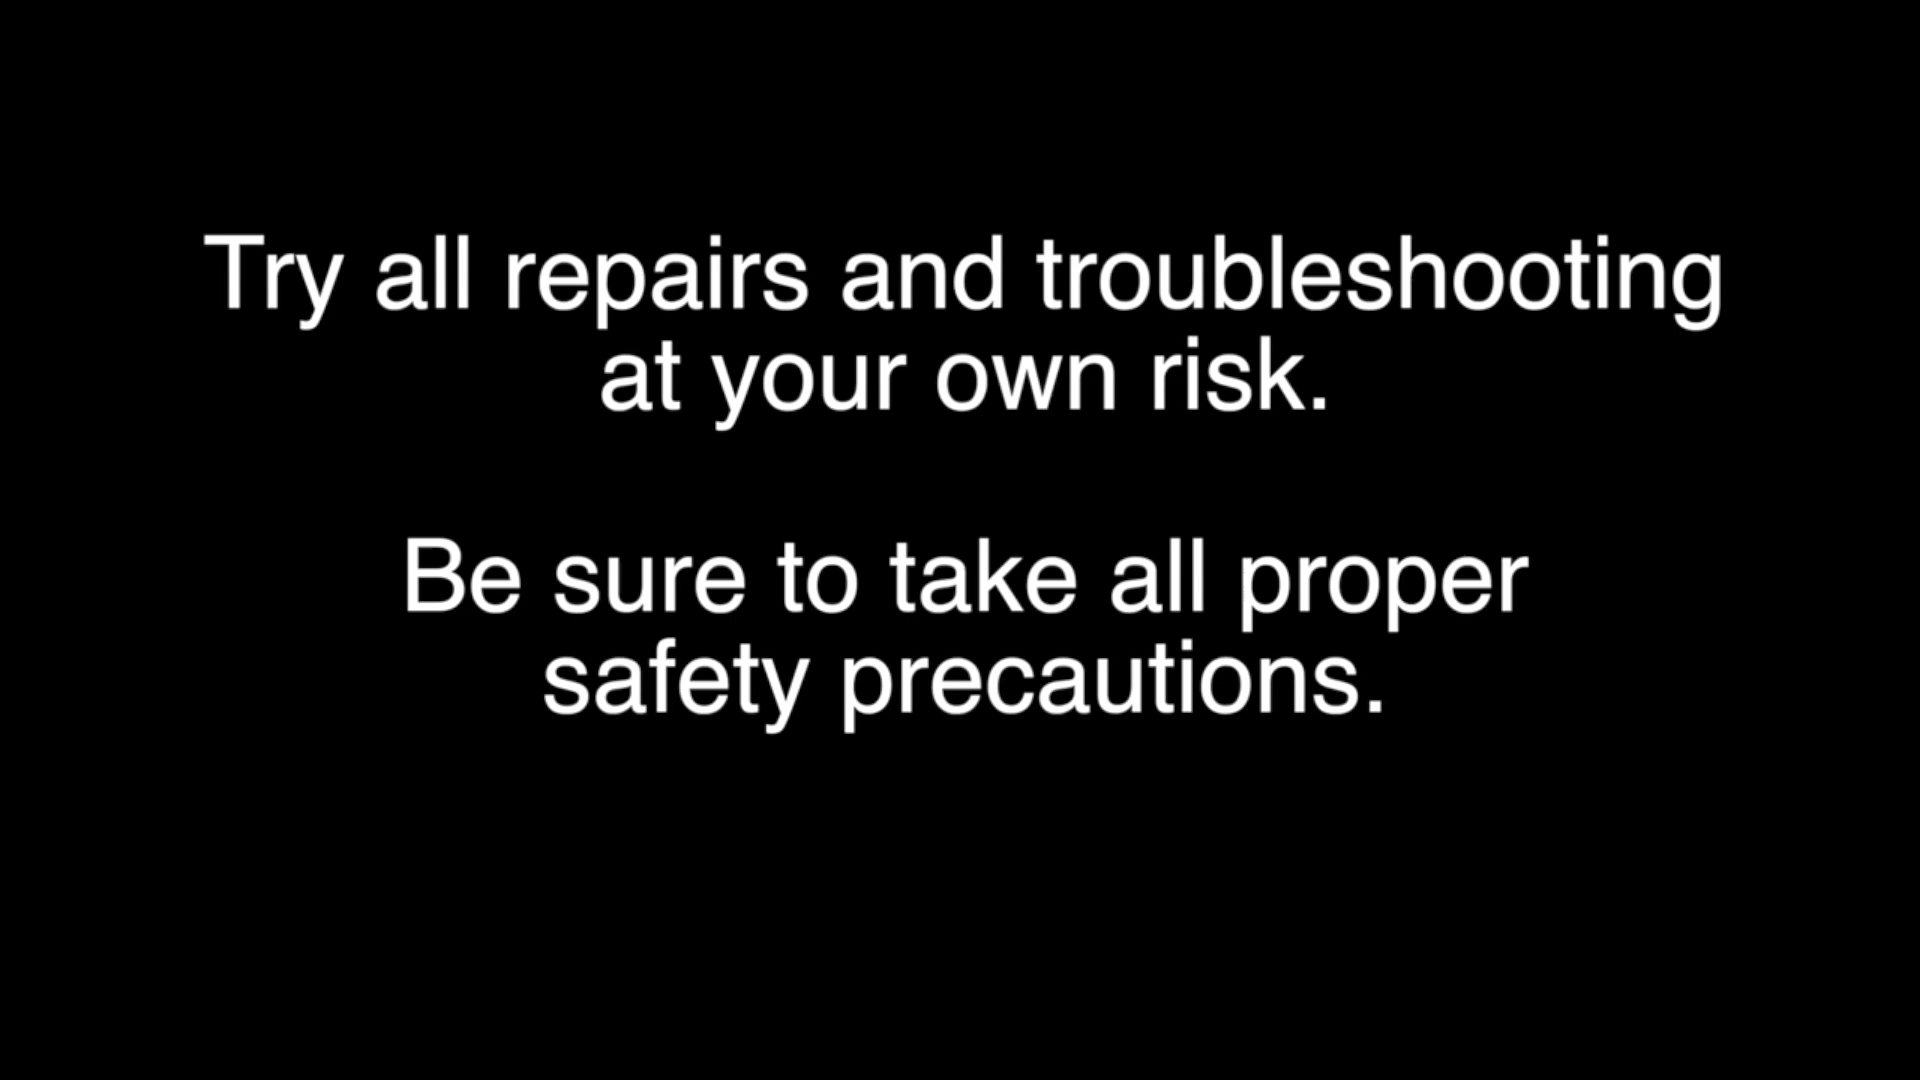 Try all repairs and troubleshooting
at your own risk.
Be sure to take all proper
safety precautions.